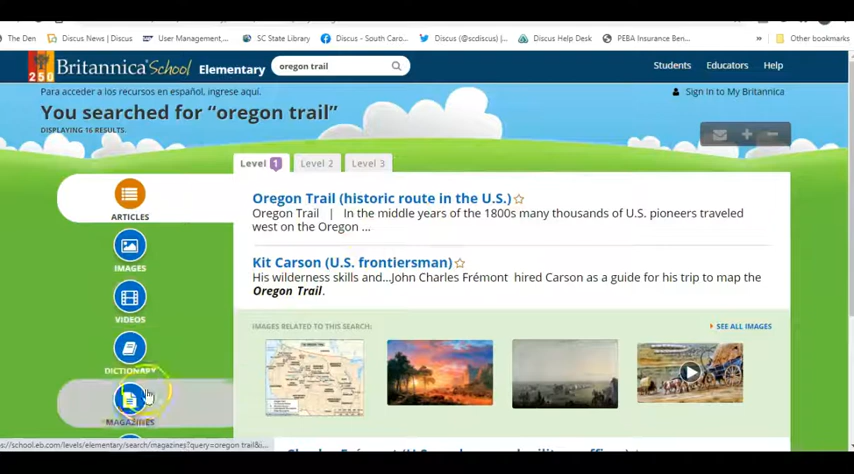 The Den Discus News | Discus User Management,... SC State Library Discus - South Caro... Discus (@scdiscus) |... Discus Help Desk PEBA Insurance Ben... » Other bookmarks
250 Britannica School Elementary oregon trail Students Educators Help
Para acceder a los recursos en español, ingrese aquí. Sign In to My Britannica
You searched for “oregon trail”
DISPLAYING 16 RESULTS.
Level 1 Level 2 Level 3
ARTICLES
IMAGES
VIDEOS
DICTIONARY
MAGAZINES
Oregon Trail (historic route in the U.S.)
Oregon Trail | In the middle years of the 1800s many thousands of U.S. pioneers traveled
west on the Oregon ...
Kit Carson (U.S. frontiersman)
His wilderness skills and...John Charles Frémont hired Carson as a guide for his trip to map the
Oregon Trail.
IMAGES RELATED TO THIS SEARCH: SEE ALL IMAGES
s://school.eb.com/levels/elementary/search/magazines?query=oregon trail&i...